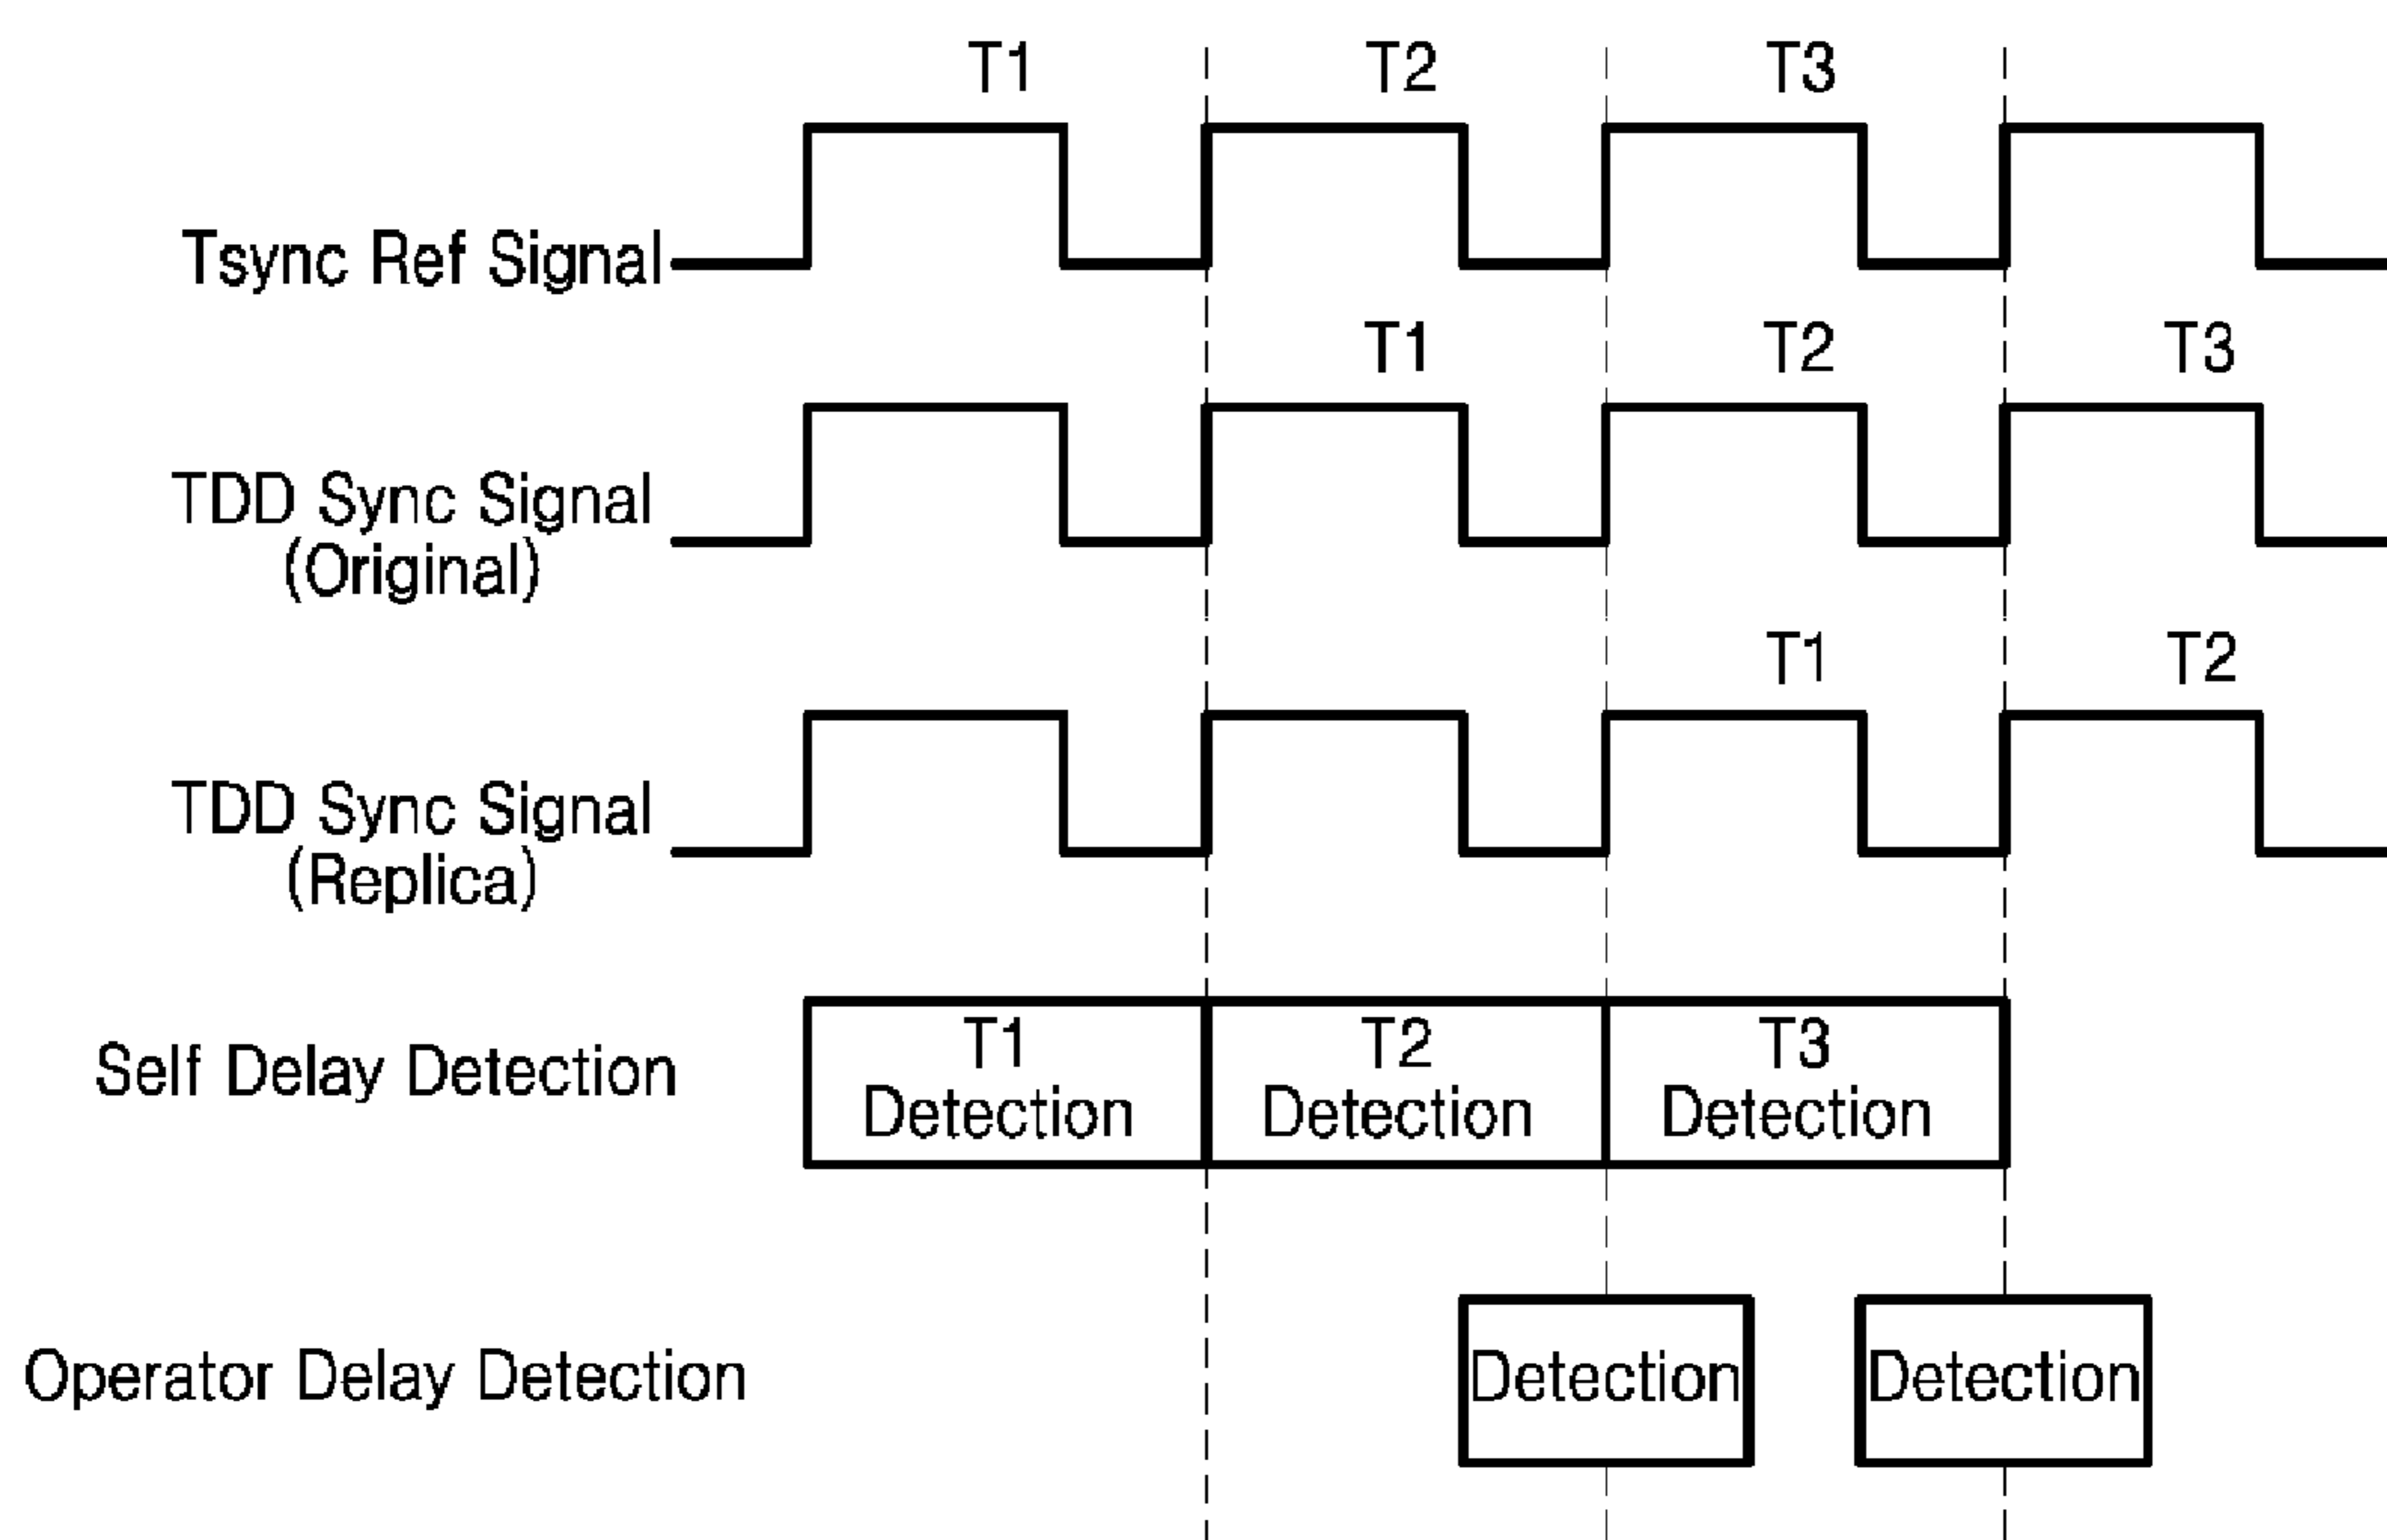 T1 T2 T3
Tsync Ref Signal
T1 T2 T3
TDD Sync Signal
(Original)
T1 T2
TDD Sync Signal
(Replica)
Self Delay Detection
T1
Detection
T2
Detection
T3
Detection
Operator Delay Detection
Detection
Detection